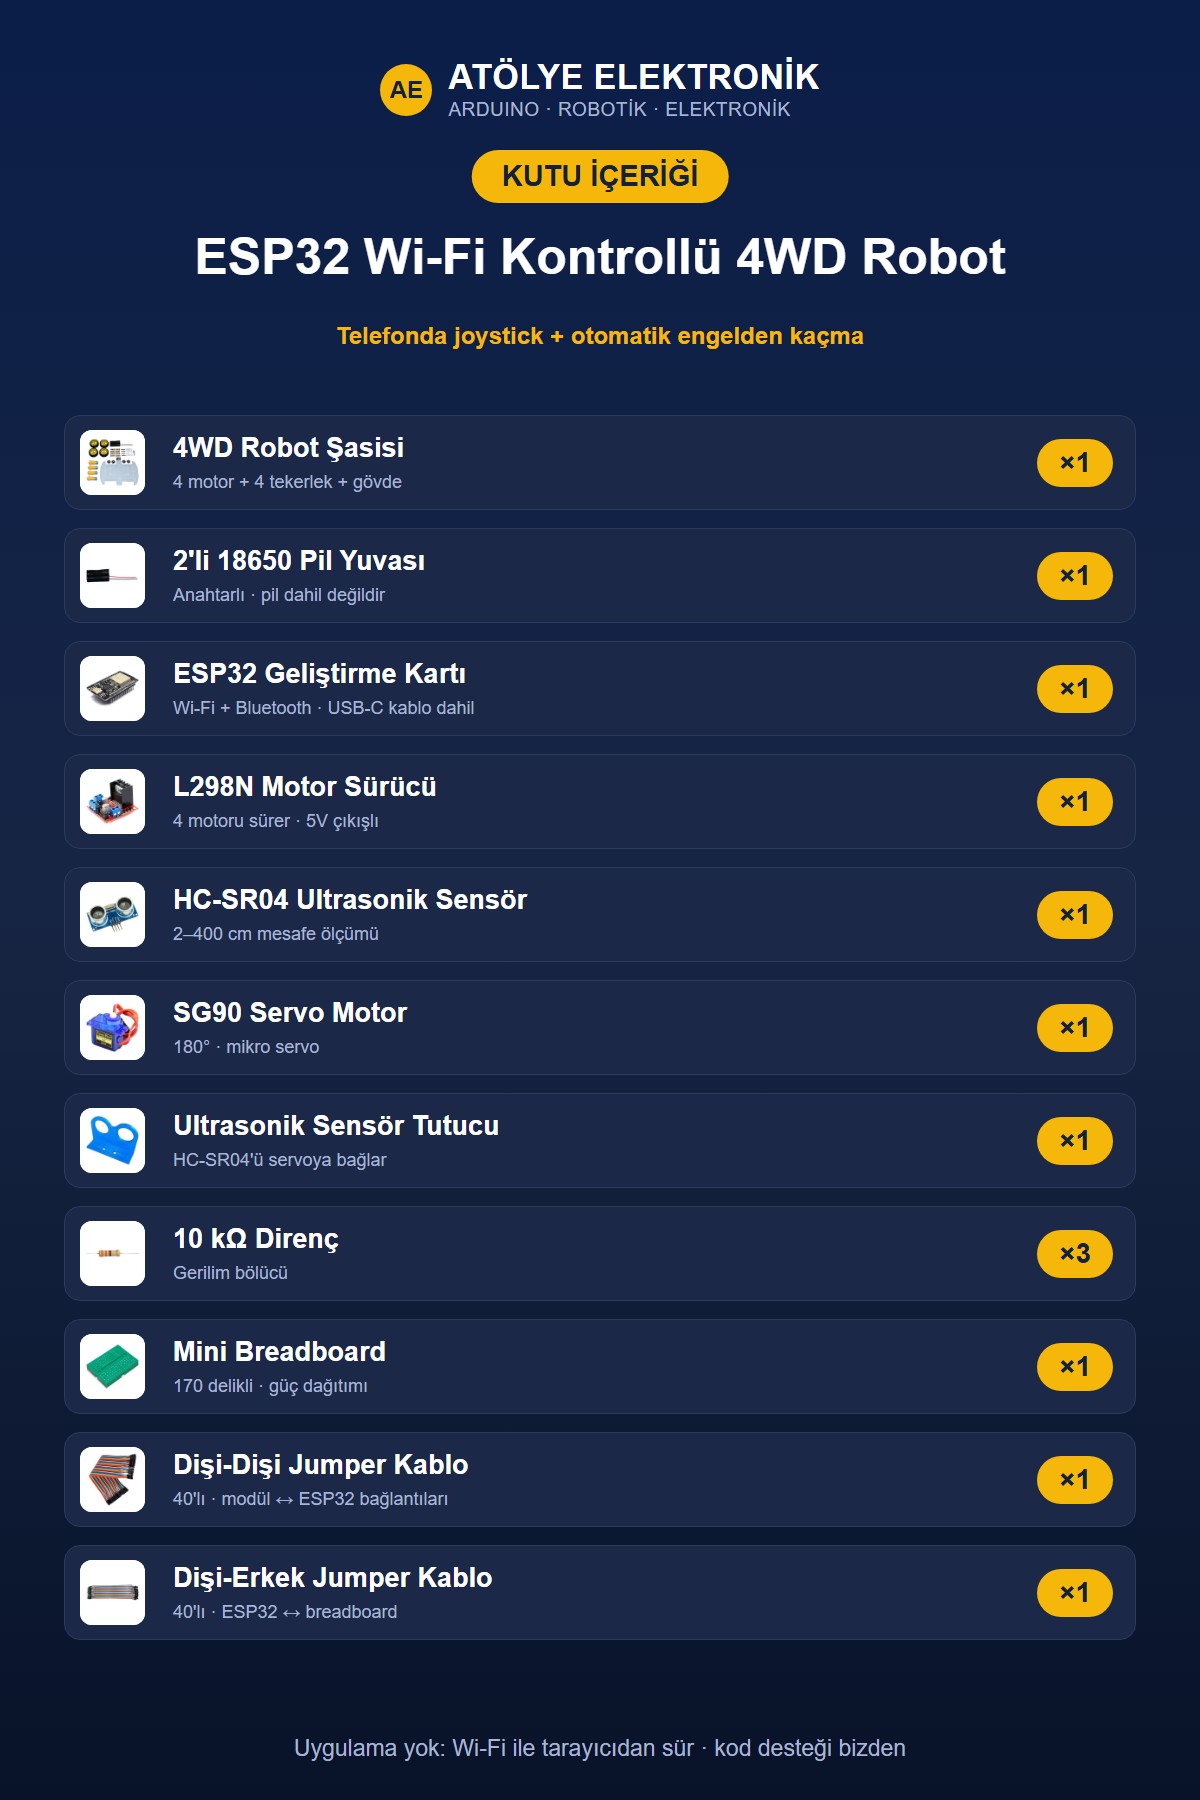 AE
ATÖLYE ELEKTRONİK
ARDUINO · ROBOTİK · ELEKTRONİK
KUTU İÇERİĞİ
ESP32 Wi-Fi Kontrollü 4WD Robot
Telefonda joystick + otomatik engelden kaçma
4WD Robot Şasisi
4 motor + 4 tekerlek + gövde
×1
2'li 18650 Pil Yuvası
Anahtarlı · pil dahil değildir
×1
ESP32 Geliştirme Kartı
Wi-Fi + Bluetooth · USB-C kablo dahil
×1
L298N Motor Sürücü
4 motoru sürer · 5V çıkışlı
×1
HC-SR04 Ultrasonik Sensör
2–400 cm mesafe ölçümü
×1
SG90 Servo Motor
180° · mikro servo
×1
Ultrasonik Sensör Tutucu
HC-SR04'ü servoya bağlar
×1
10 kΩ Direnç
Gerilim bölücü
×3
Mini Breadboard
170 delikli · güç dağıtımı
×1
Dişi-Dişi Jumper Kablo
40'lı · modül ↔ ESP32 bağlantıları
×1
Dişi-Erkek Jumper Kablo
40'lı · ESP32 ↔ breadboard
×1
Uygulama yok: Wi-Fi ile tarayıcıdan sür · kod desteği bizden